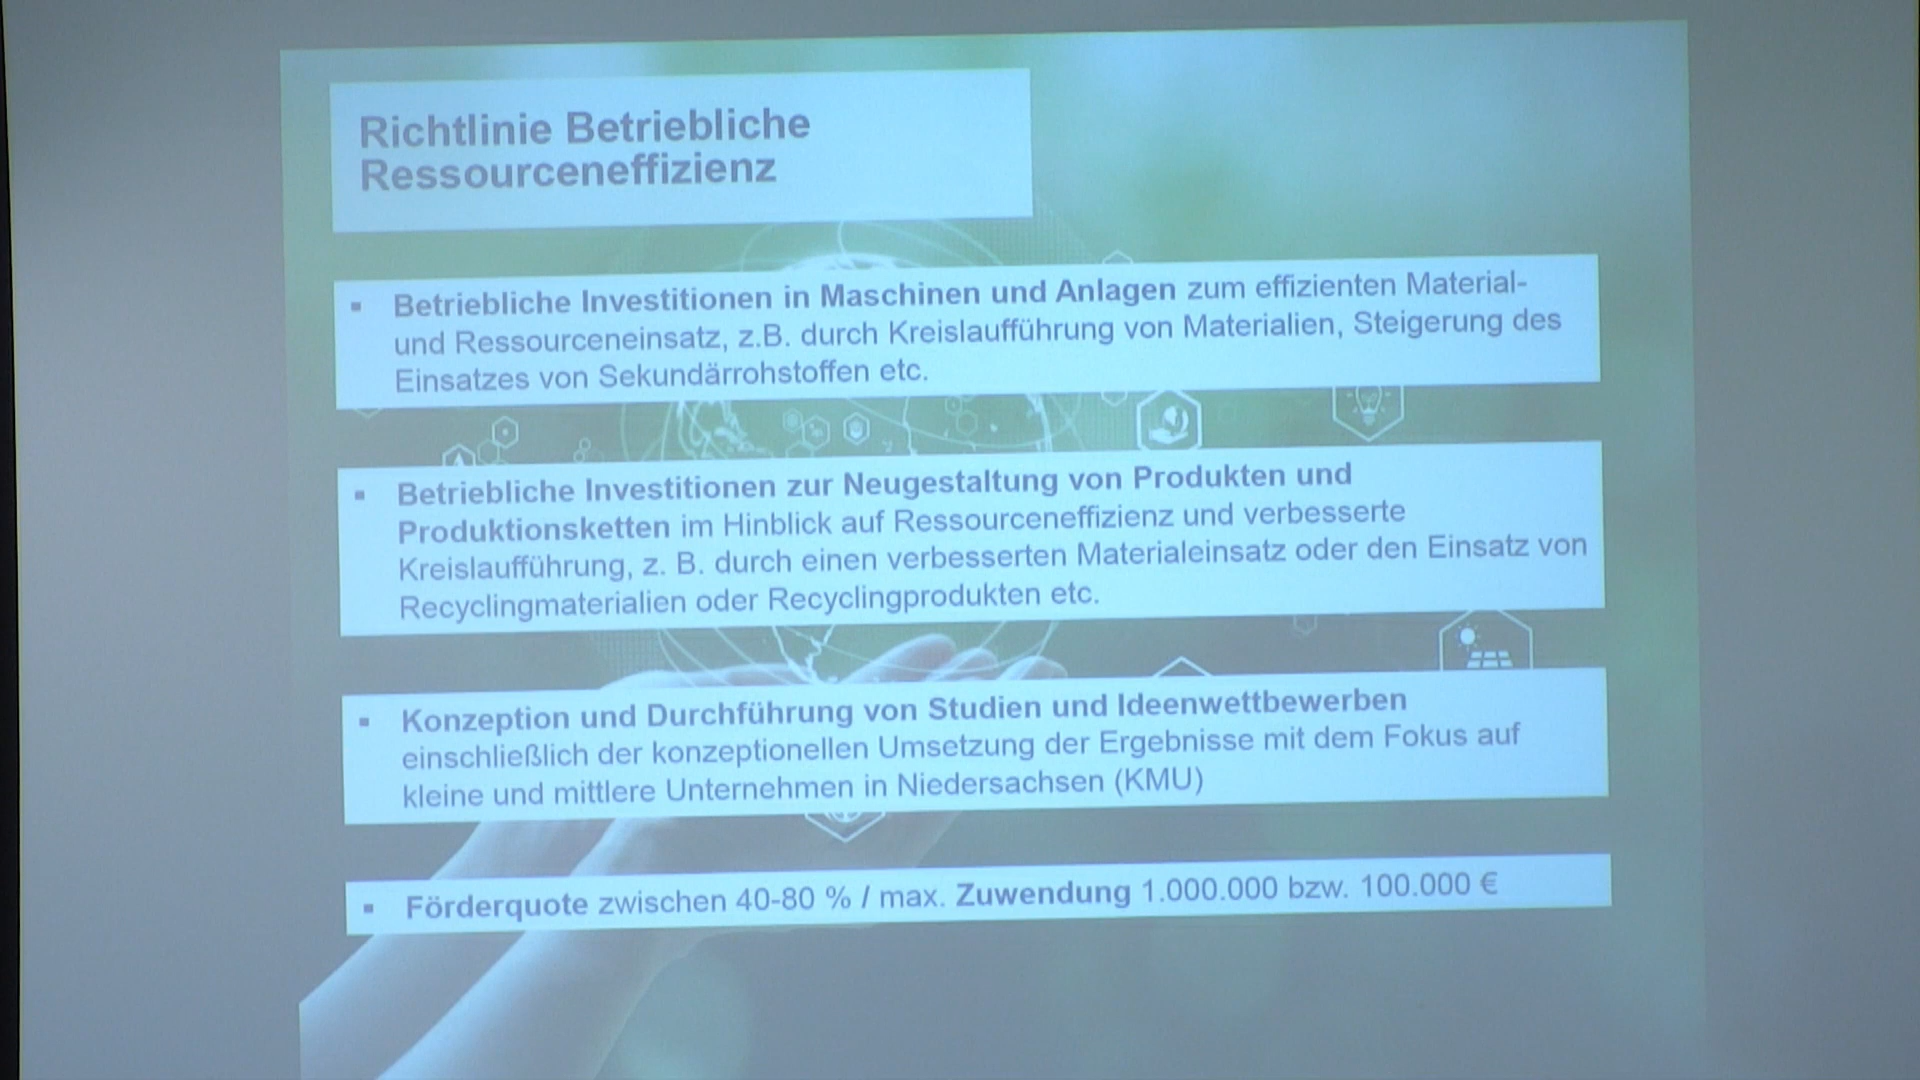 Richtlinie Betriebliche
Ressourceneffizienz
▪ Betriebliche Investitionen in Maschinen und Anlagen zum effizienten Material-
und Ressourceneinsatz, z.B. durch Kreislaufführung von Materialien, Steigerung des
Einsatzes von Sekundärrohstoffen etc.
▪ Betriebliche Investitionen zur Neugestaltung von Produkten und
Produktionsketten im Hinblick auf Ressourceneffizienz und verbesserte
Kreislaufführung, z. B. durch einen verbesserten Materialeinsatz oder den Einsatz von
Recyclingmaterialien oder Recyclingprodukten etc.
▪ Konzeption und Durchführung von Studien und Ideenwettbewerben
einschließlich der konzeptionellen Umsetzung der Ergebnisse mit dem Fokus auf
kleine und mittlere Unternehmen in Niedersachsen (KMU)
▪ Förderquote zwischen 40-80 % / max. Zuwendung 1.000.000 bzw. 100.000 €